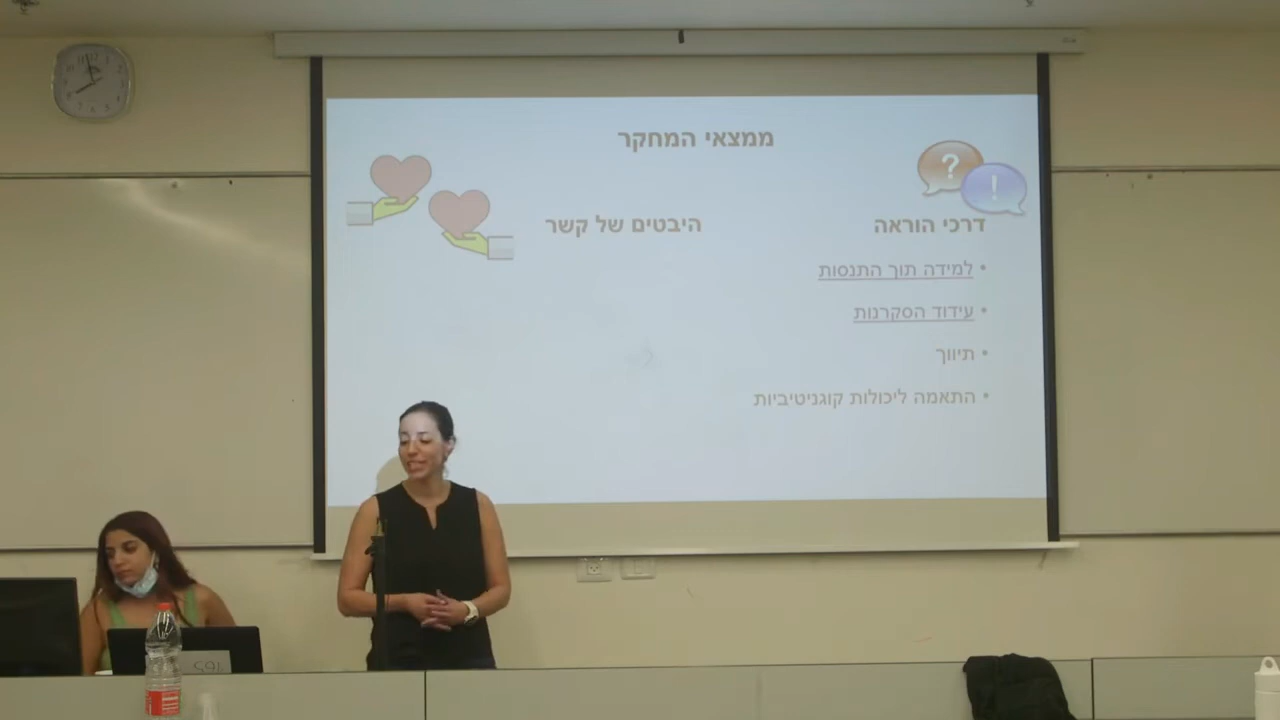 ממצאי המחקר
?
!
דרכי הוראה
• למידה תוך התנסות
• עידוד הסקרנות
• תיווך
• התאמה ליכולות קוגניטיביות
היבטים של קשר